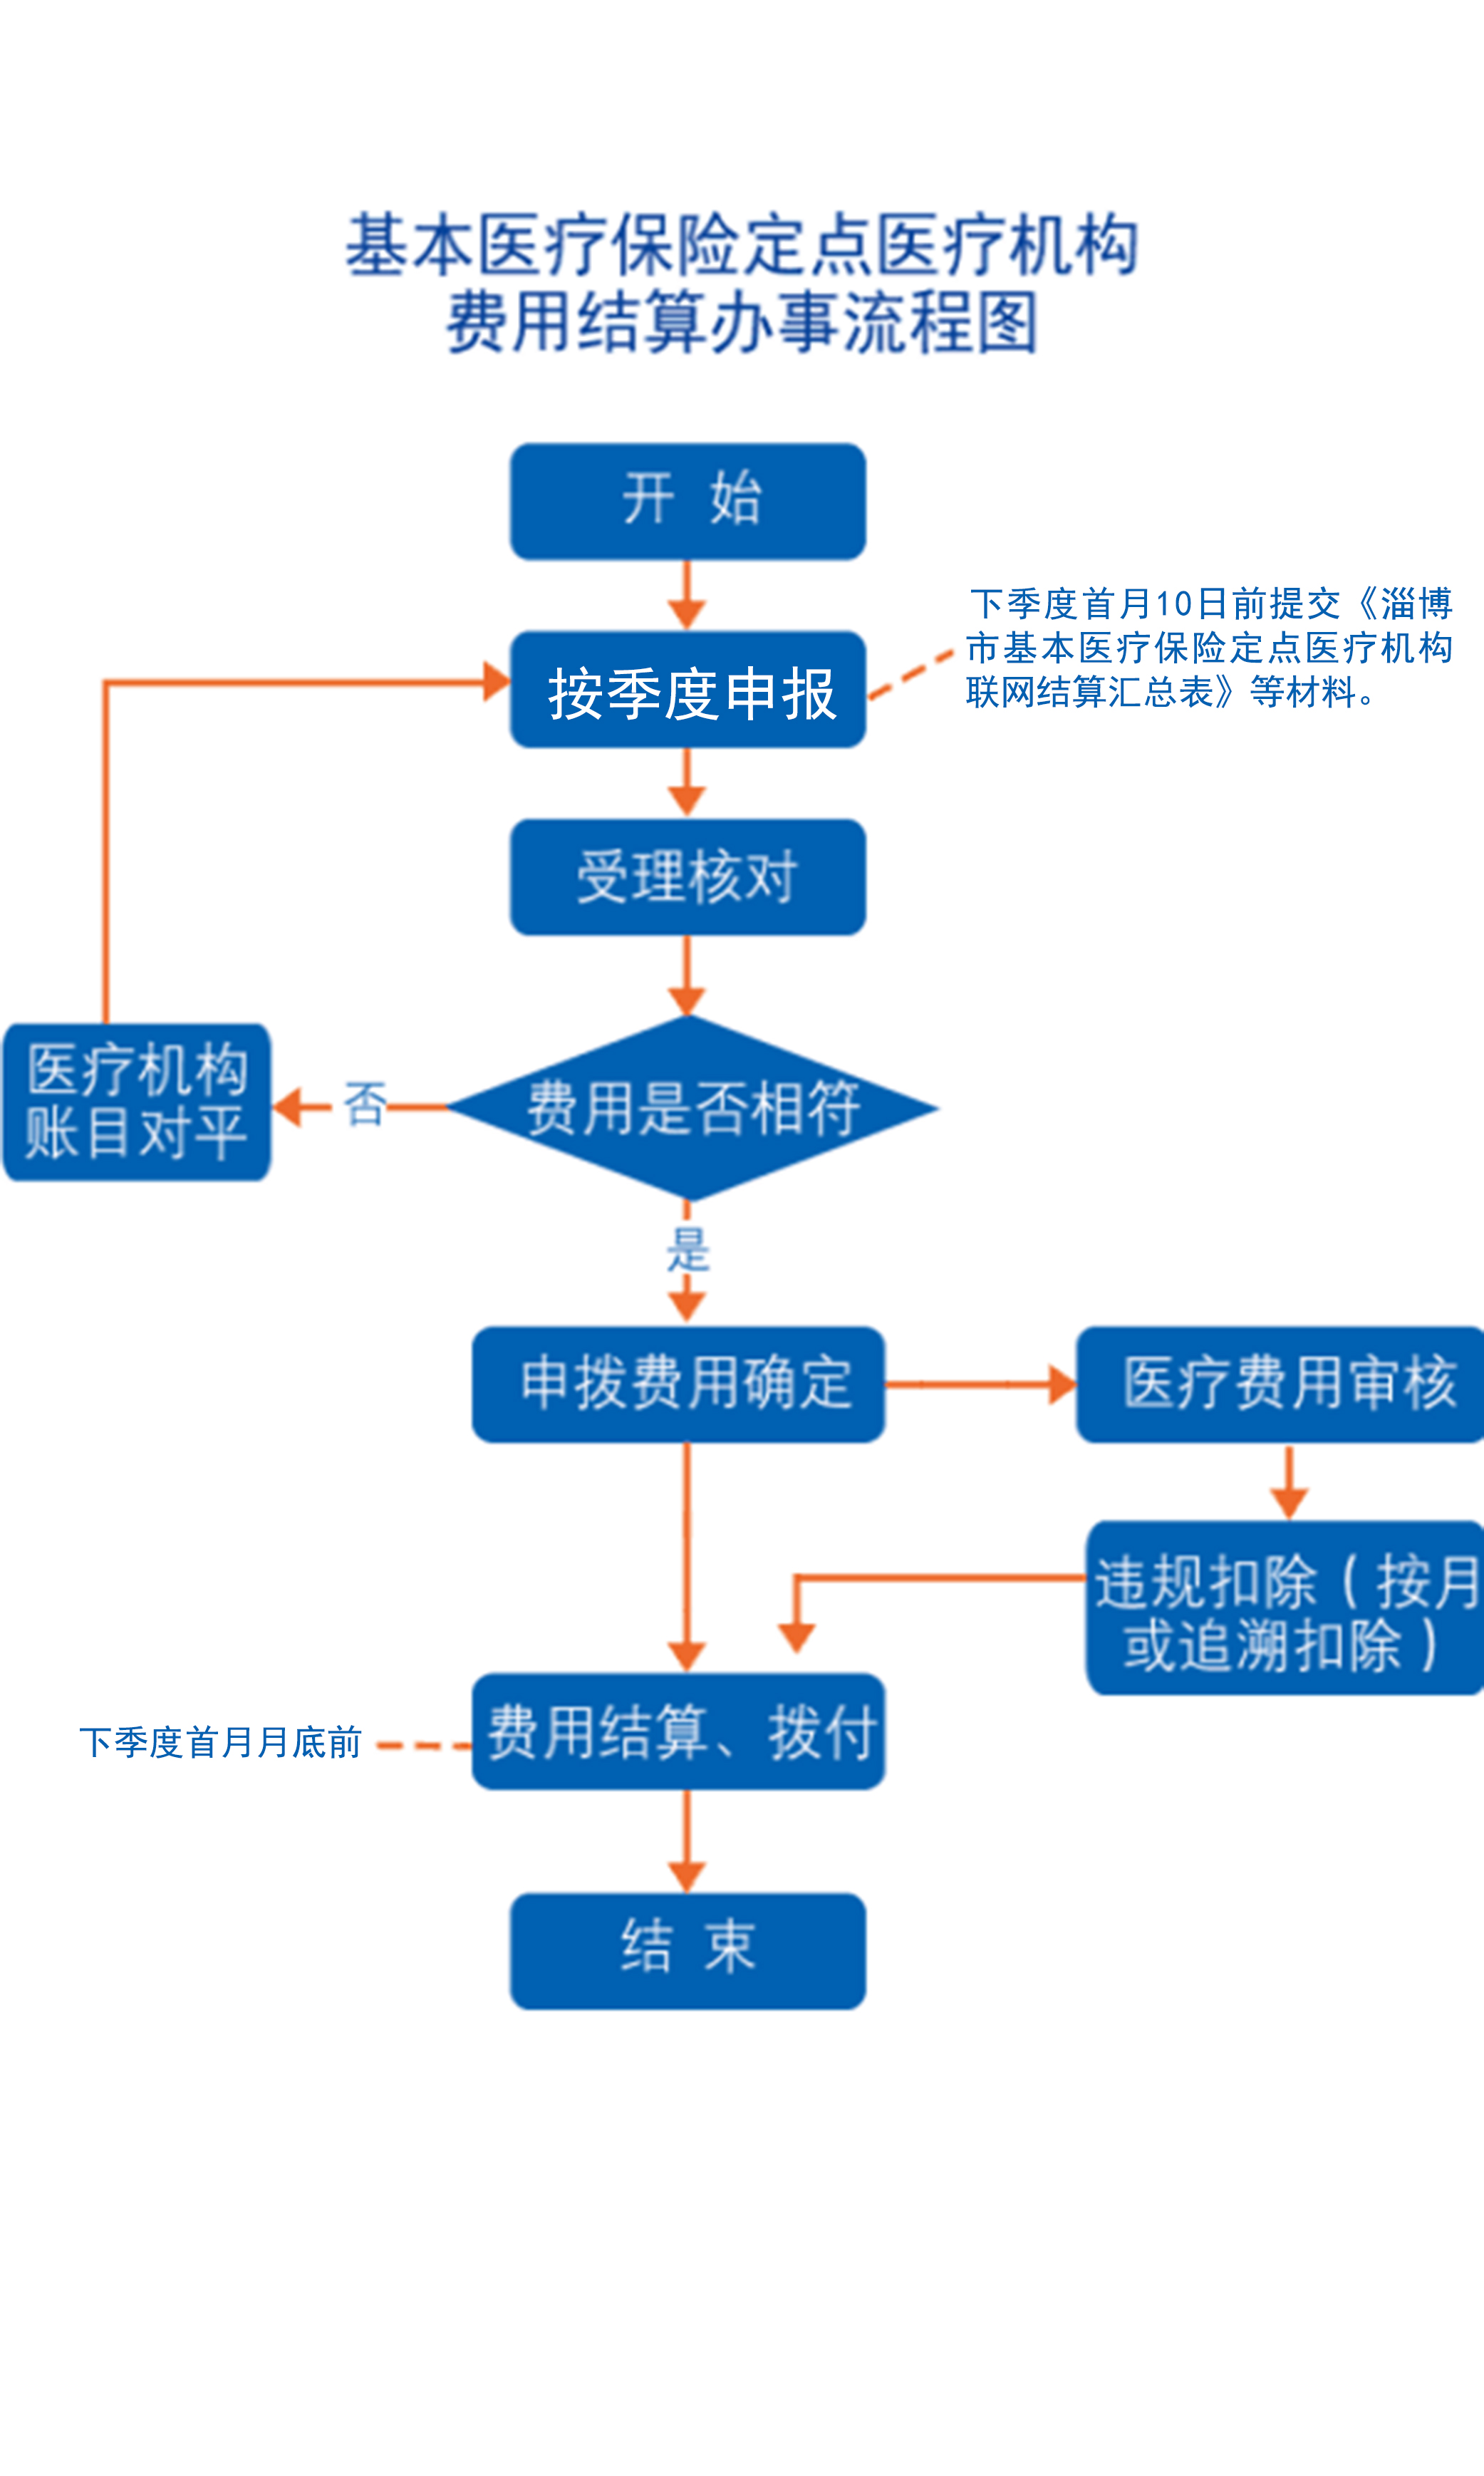 基本医疗保险定点医疗机构
费用结算办事流程图
开 始
下季度首月10日前提交《淄博
市基本医疗保险定点医疗机构
联网结算汇总表》等材料。
按季度申报
受理核对
医疗机构
账目对平
否
费用是否相符
是
申拨费用确定
医疗费用审核
违规扣除(按月
或追溯扣除)
下季度首月月底前
费用结算、拨付
结 束